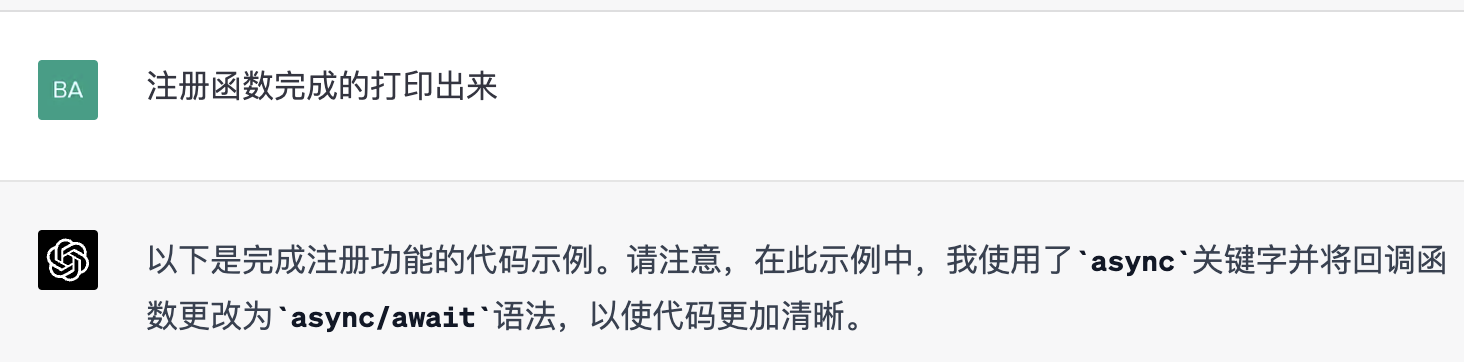 BA
注册函数完成的打印出来
以下是完成注册功能的代码示例。请注意，在此示例中，我使用了`async`关键字并将回调函
数更改为`async/await`语法，以使代码更加清晰。